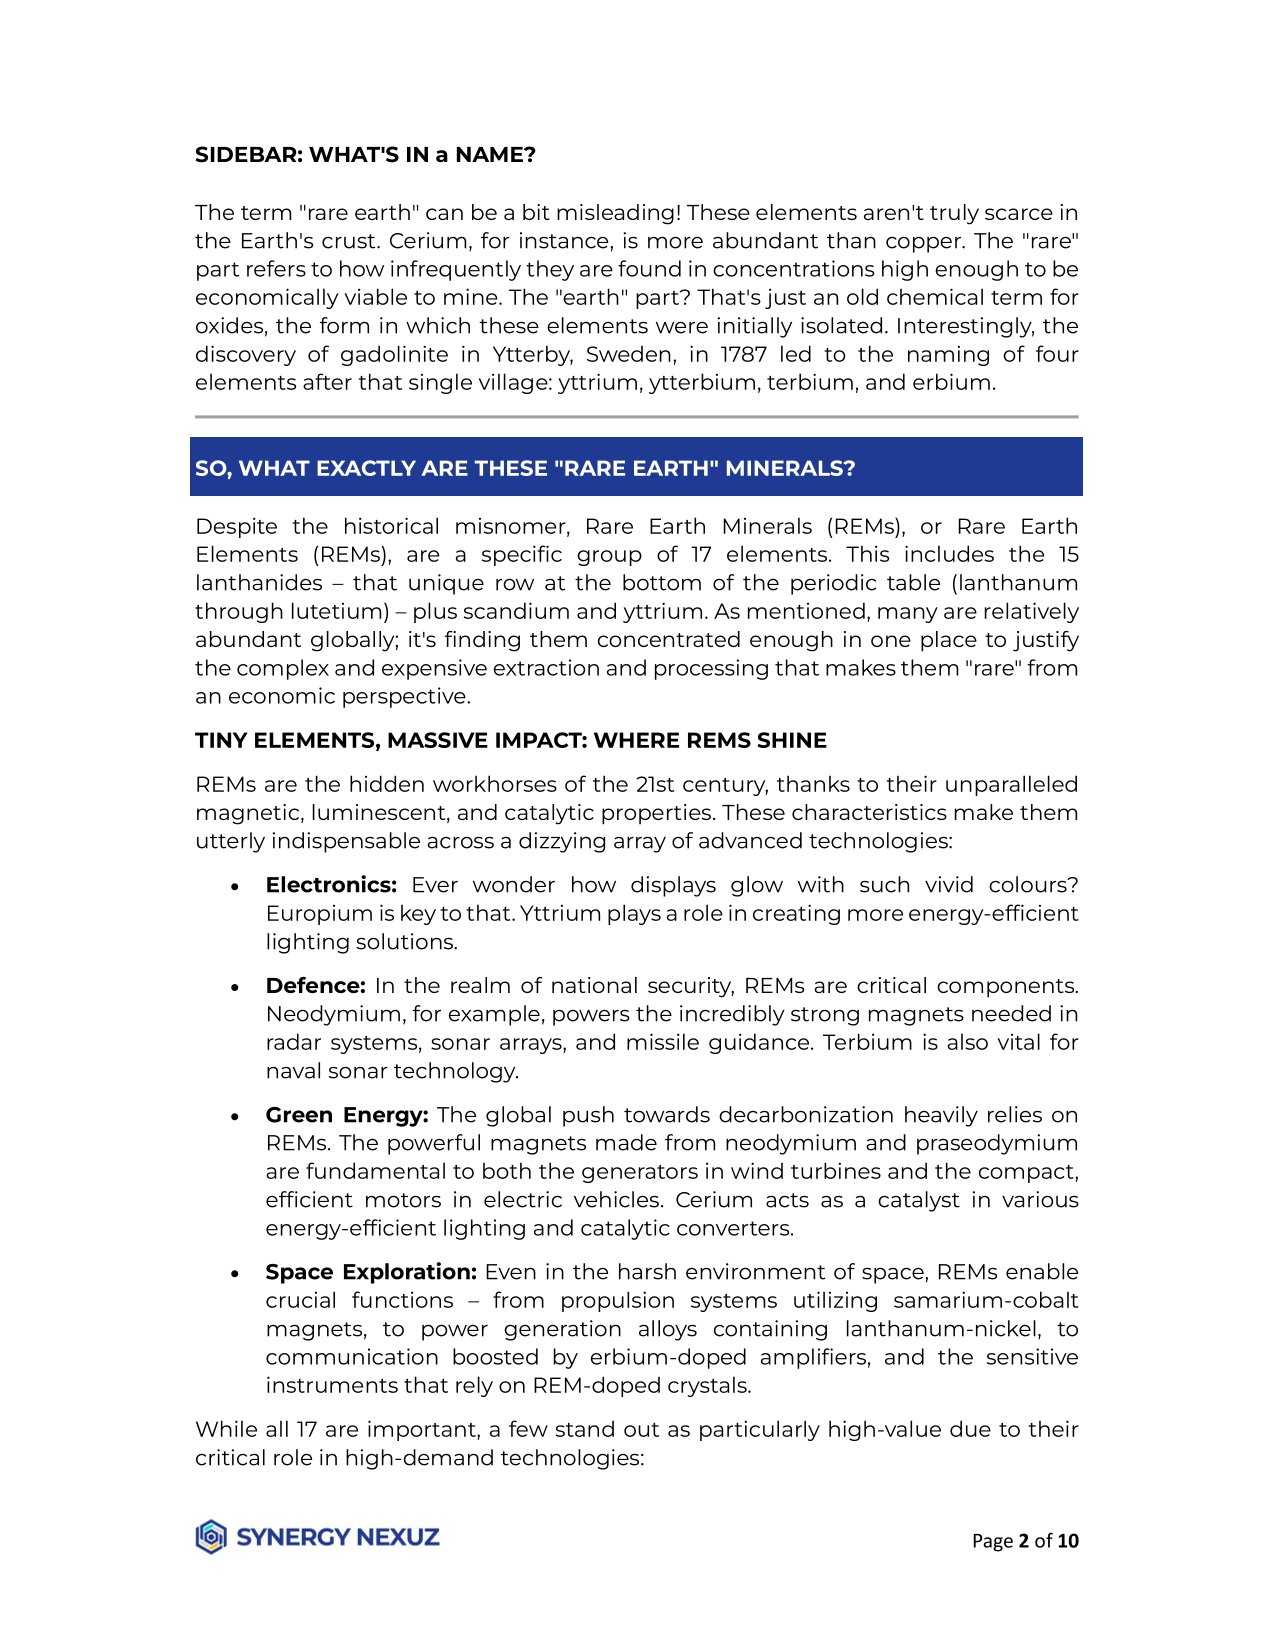 SIDEBAR: WHAT'S IN a NAME?
The term "rare earth" can be a bit misleading! These elements aren't truly scarce in
the Earth's crust. Cerium, for instance, is more abundant than copper. The "rare"
part refers to how infrequently they are found in concentrations high enough to be
economically viable to mine. The "earth" part? That's just an old chemical term for
oxides, the form in which these elements were initially isolated. Interestingly, the
discovery of gadolinite in Ytterby, Sweden, in 1787 led to the naming of four
elements after that single village: yttrium, ytterbium, terbium, and erbium.
SO, WHAT EXACTLY ARE THESE "RARE EARTH" MINERALS?
Despite the historical misnomer, Rare Earth Minerals (REMs), or Rare Earth
Elements (REMs), are a specific group of 17 elements. This includes the 15
lanthanides – that unique row at the bottom of the periodic table (lanthanum
through lutetium) – plus scandium and yttrium. As mentioned, many are relatively
abundant globally; it's finding them concentrated enough in one place to justify
the complex and expensive extraction and processing that makes them "rare" from
an economic perspective.
TINY ELEMENTS, MASSIVE IMPACT: WHERE REMS SHINE
REMs are the hidden workhorses of the 21st century, thanks to their unparalleled
magnetic, luminescent, and catalytic properties. These characteristics make them
utterly indispensable across a dizzying array of advanced technologies:
• Electronics: Ever wonder how displays glow with such vivid colours?
Europium is key to that. Yttrium plays a role in creating more energy-efficient
lighting solutions.
• Defence: In the realm of national security, REMs are critical components.
Neodymium, for example, powers the incredibly strong magnets needed in
radar systems, sonar arrays, and missile guidance. Terbium is also vital for
naval sonar technology.
• Green Energy: The global push towards decarbonization heavily relies on
REMs. The powerful magnets made from neodymium and praseodymium
are fundamental to both the generators in wind turbines and the compact,
efficient motors in electric vehicles. Cerium acts as a catalyst in various
energy-efficient lighting and catalytic converters.
• Space Exploration: Even in the harsh environment of space, REMs enable
crucial functions – from propulsion systems utilizing samarium-cobalt
magnets, to power generation alloys containing lanthanum-nickel, to
communication boosted by erbium-doped amplifiers, and the sensitive
instruments that rely on REM-doped crystals.
While all 17 are important, a few stand out as particularly high-value due to their
critical role in high-demand technologies:
SYNERGY NEXUZ
Page 2 of 10